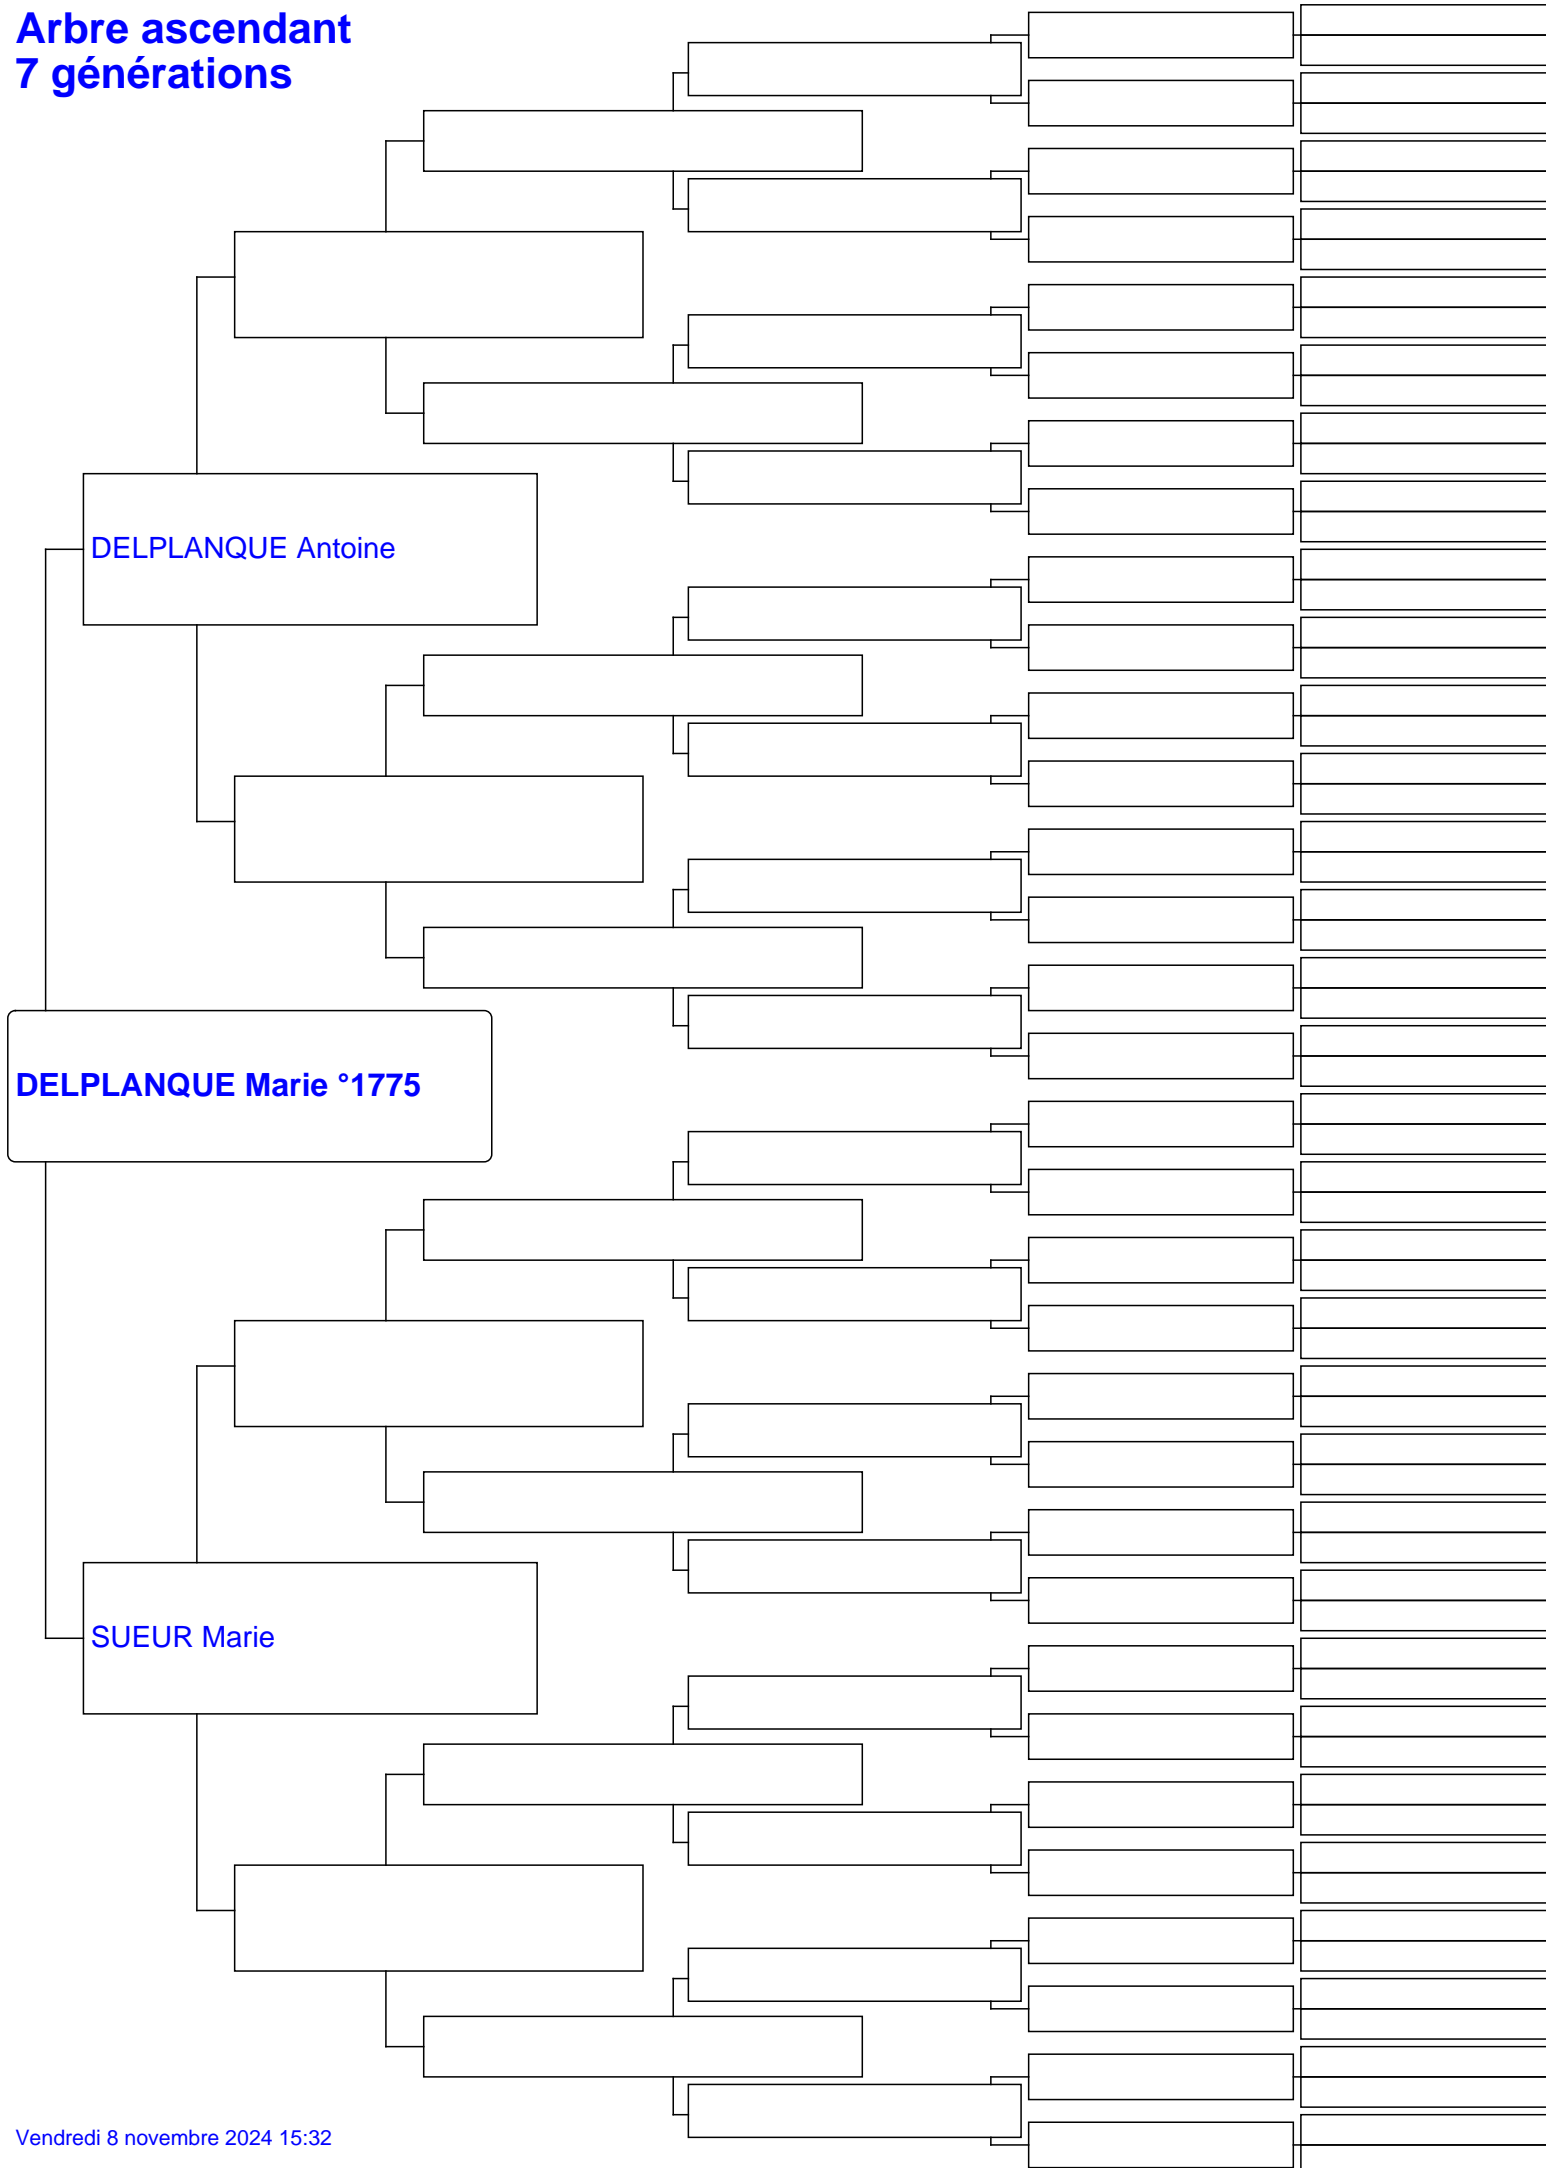 Arbre ascendant
7 générations
DELPLANQUE Antoine
DELPLANQUE Marie °1775
SUEUR Marie
Vendredi 8 novembre 2024 15:32